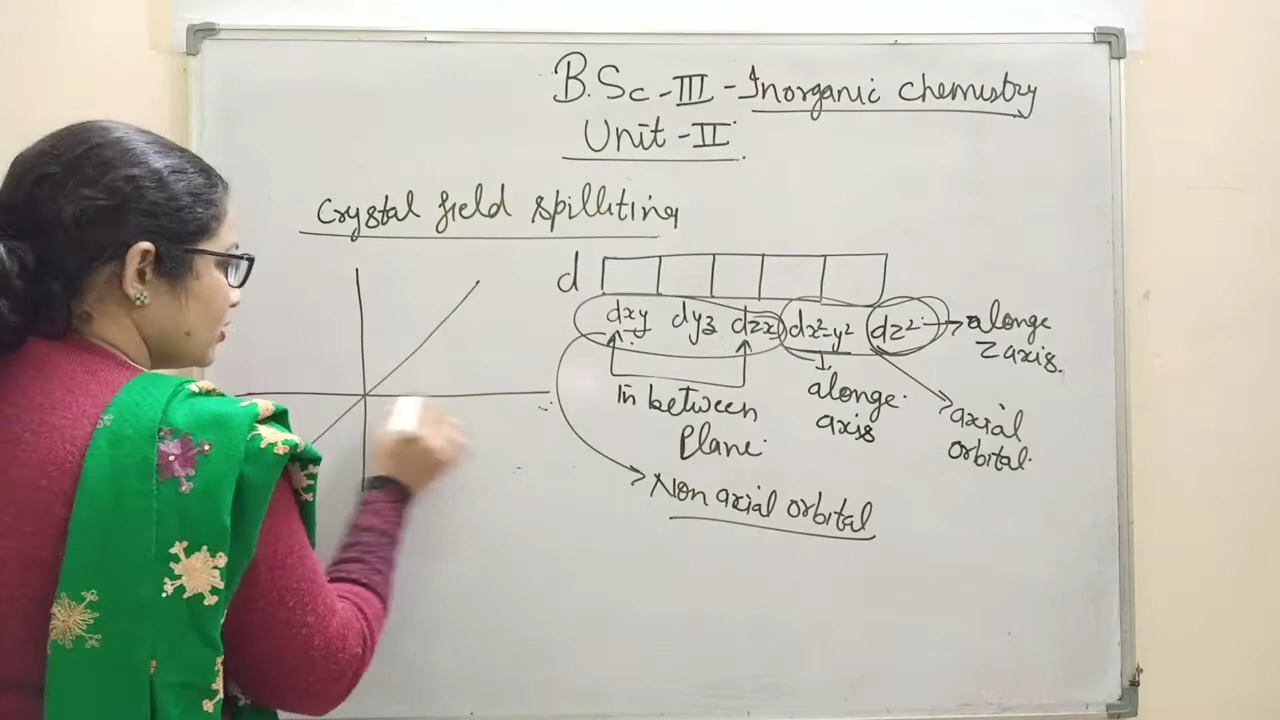 B.Sc-III-Inorganic chemistry
Unit-II
Crystal field spilliting
d
dxy dyz dzx dx²-y² dz²
alonge
z axis.
In between
Plane
alonge
axis
axial
orbital
Non axial orbital